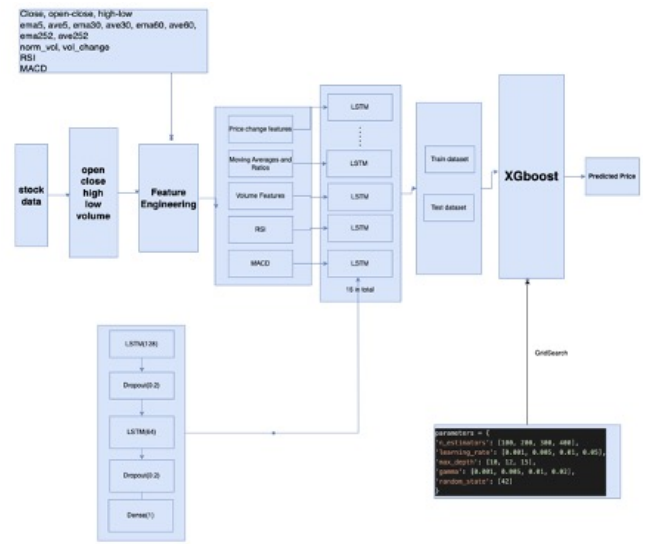 Close, open-close, high-low
ema5, ave5, ema30, ave30, ema60, ave60,
ema252, ave252
norm_vol, vol_change
RSI
MACD
stock
data
open
close
high
low
volume
Feature
Engineering
Price change features
Moving Averages and
Ratios
Volume Features
RSI
MACD
LSTM
LSTM
LSTM
LSTM
LSTM
15 in total
Train dataset
Test dataset
XGboost
Predicted Price
GridSearch
LSTM(128)
Dropout(0.2)
LSTM(64)
Dropout(0.2)
Dense(1)
parameters = {
'n_estimators': [100, 200, 300, 400],
'learning_rate': [0.001, 0.005, 0.01, 0.05],
'max_depth': [10, 12, 15],
'gamma': [0.001, 0.005, 0.01, 0.02],
'random_state': [42]
}